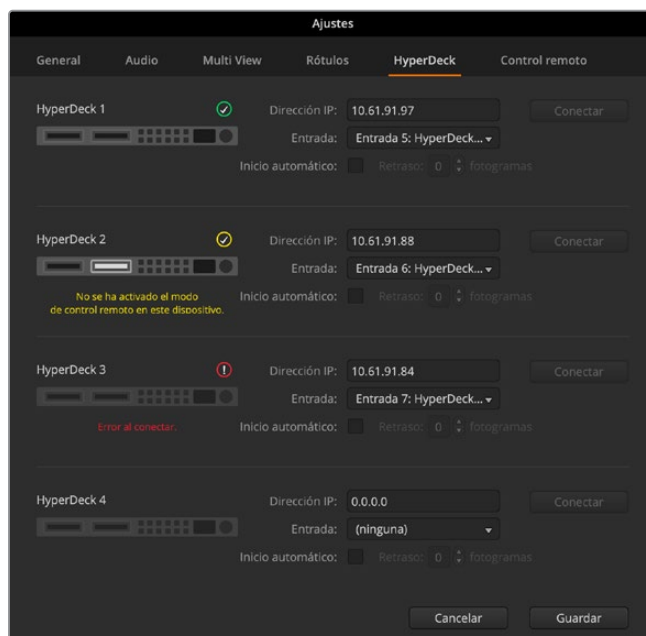 Ajustes
General Audio Multi View Rótulos HyperDeck Control remoto
HyperDeck 1 Dirección IP: 10.61.91.97 Conectar
Entrada: Entrada 5: HyperDeck...
Inicio automático: Retraso: 0 fotogramas
HyperDeck 2 Dirección IP: 10.61.91.88 Conectar
Entrada: Entrada 6: HyperDeck...
No se ha activado el modo
de control remoto en este dispositivo.
Inicio automático: Retraso: 0 fotogramas
HyperDeck 3 Dirección IP: 10.61.91.84 Conectar
Entrada: Entrada 7: HyperDeck...
Error al conectar. Inicio automático: Retraso: 0 fotogramas
HyperDeck 4 Dirección IP: 0.0.0.0 Conectar
Entrada: (ninguna)
Inicio automático: Retraso: 0 fotogramas
Cancelar Guardar